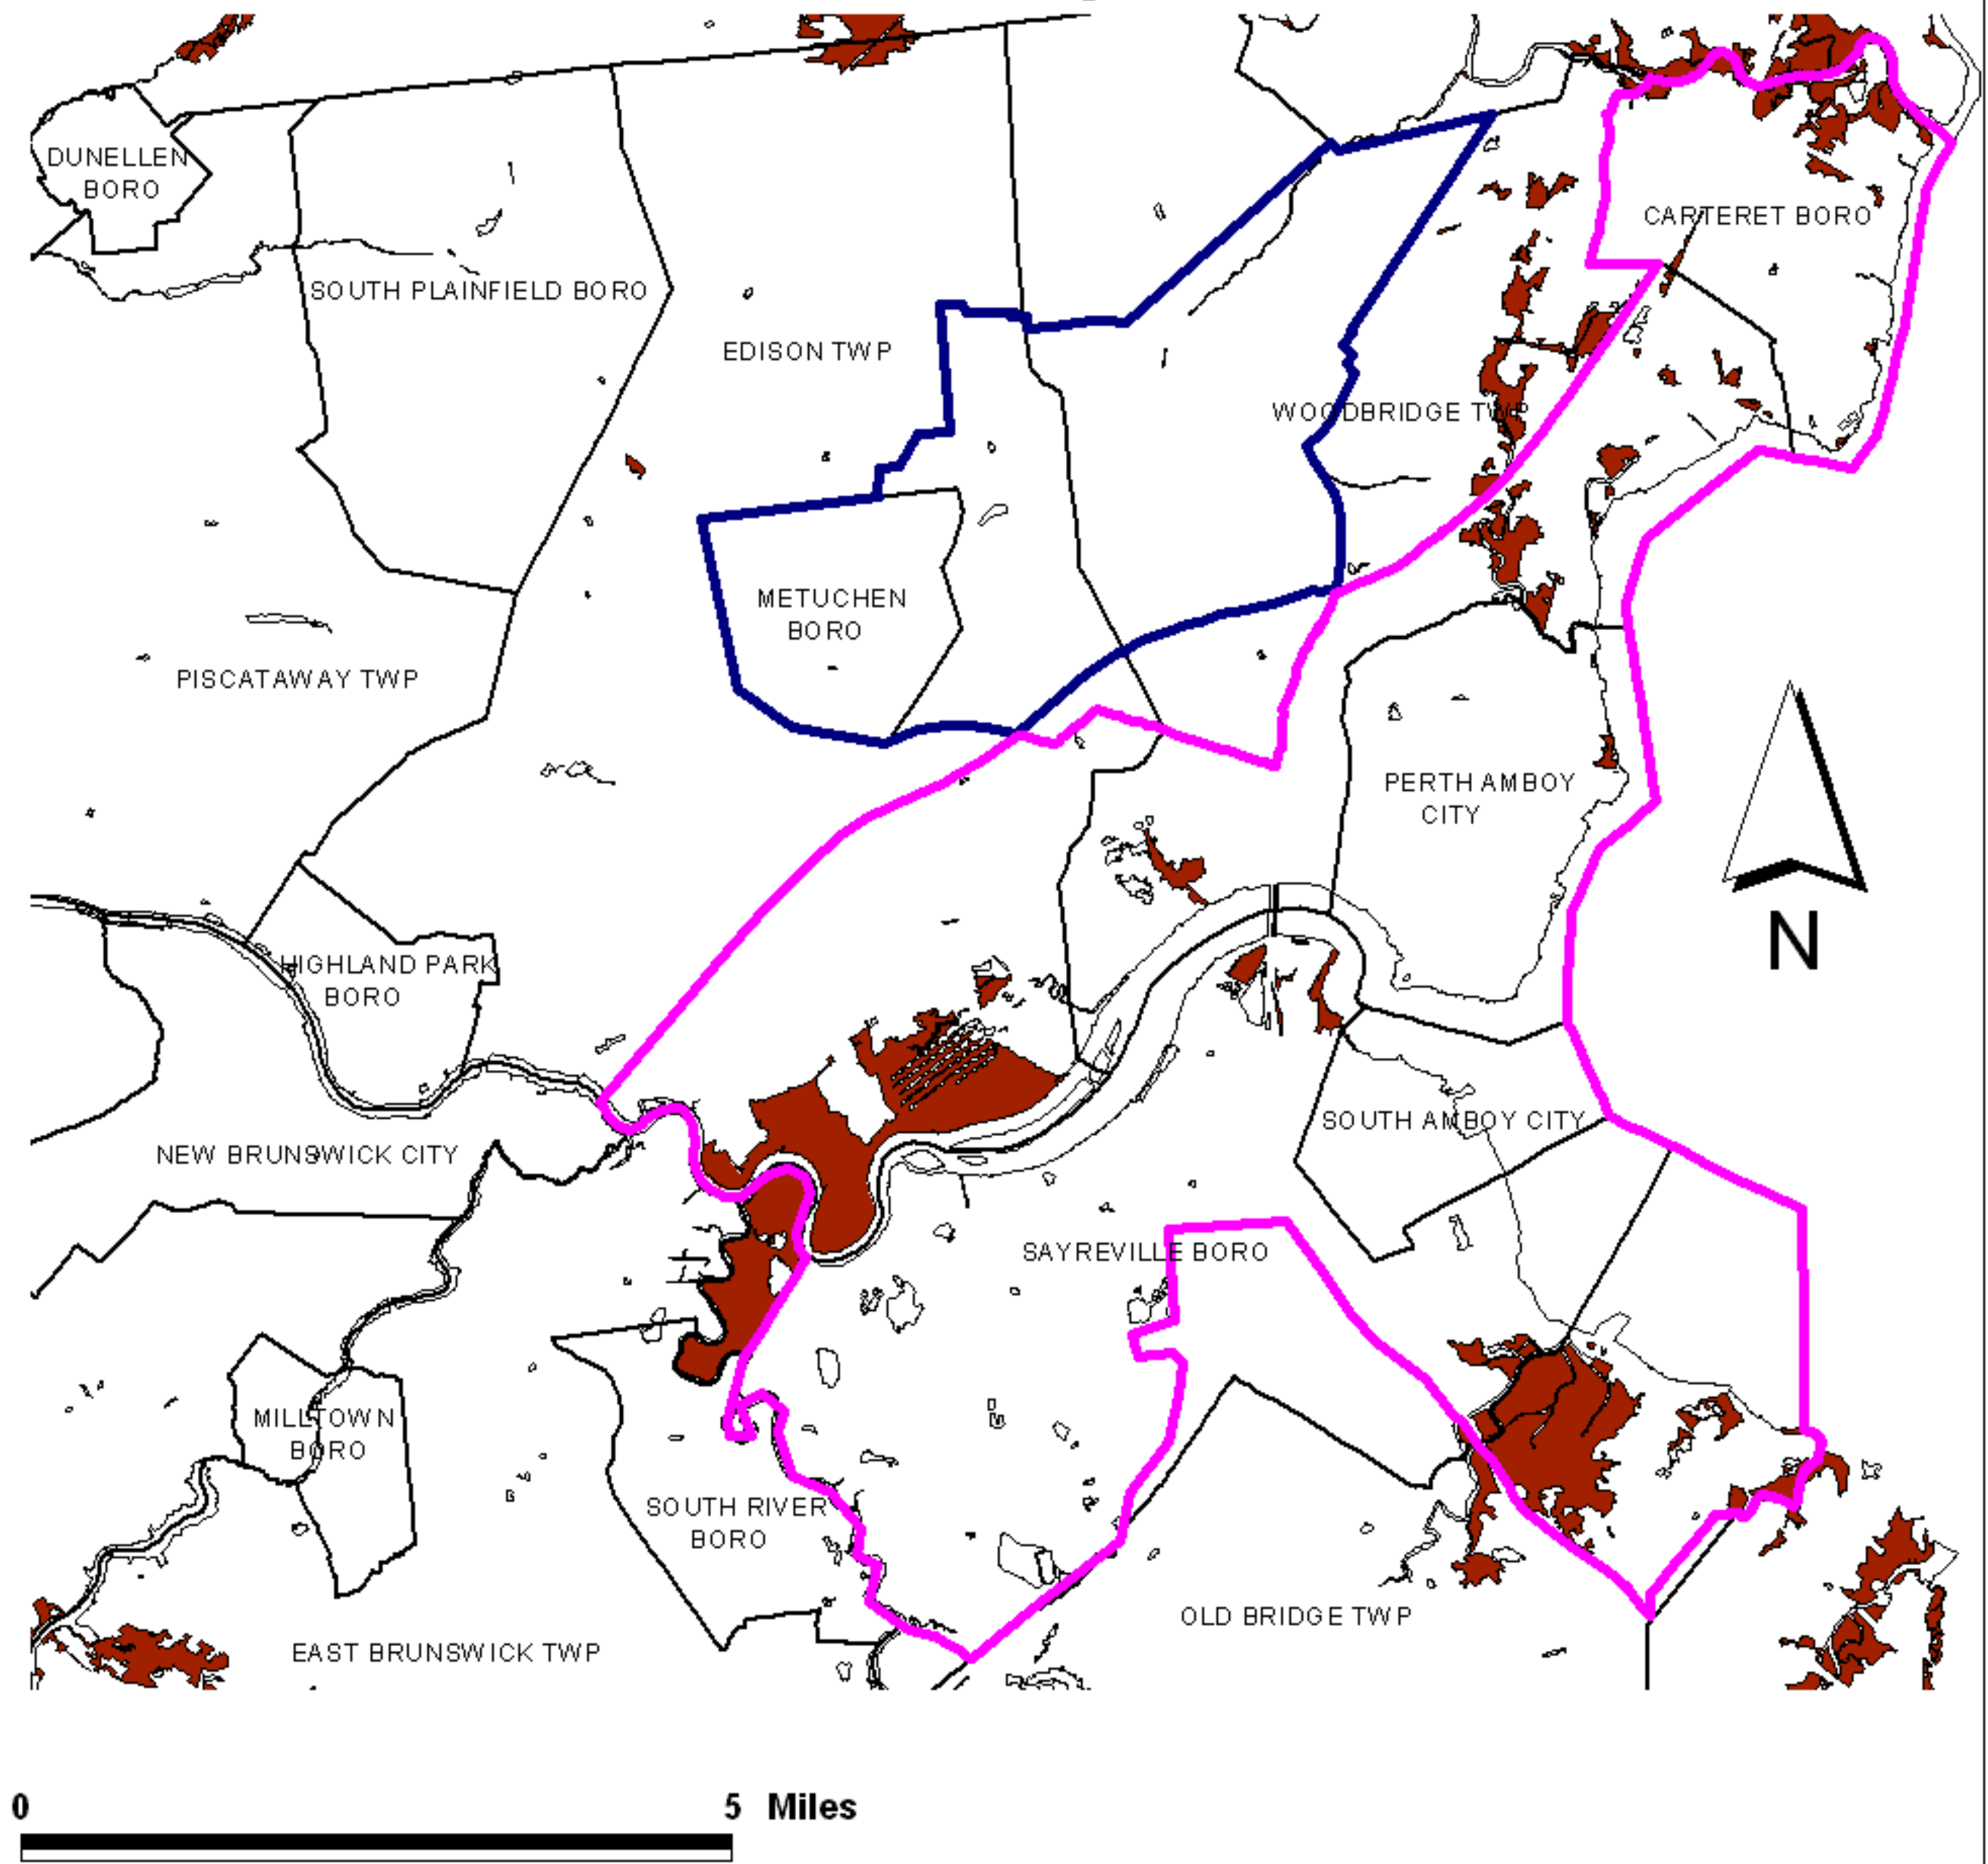 DUNELLEN
BORO
CARTERET BORO
SOUTH PLAINFIELD BORO
EDISON TWP
WOODBRIDGE TWP
METUCHEN
BORO
PISCATAWAY TWP
PERTH AMBOY
CITY
N
HIGHLAND PARK
BORO
SOUTH AMBOY CITY
NEW BRUNSWICK CITY
SAYREVILLE BORO
MILLTOWN
BORO
SOUTH RIVER
BORO
OLD BRIDGE TWP
EAST BRUNSWICK TWP
0 5 Miles